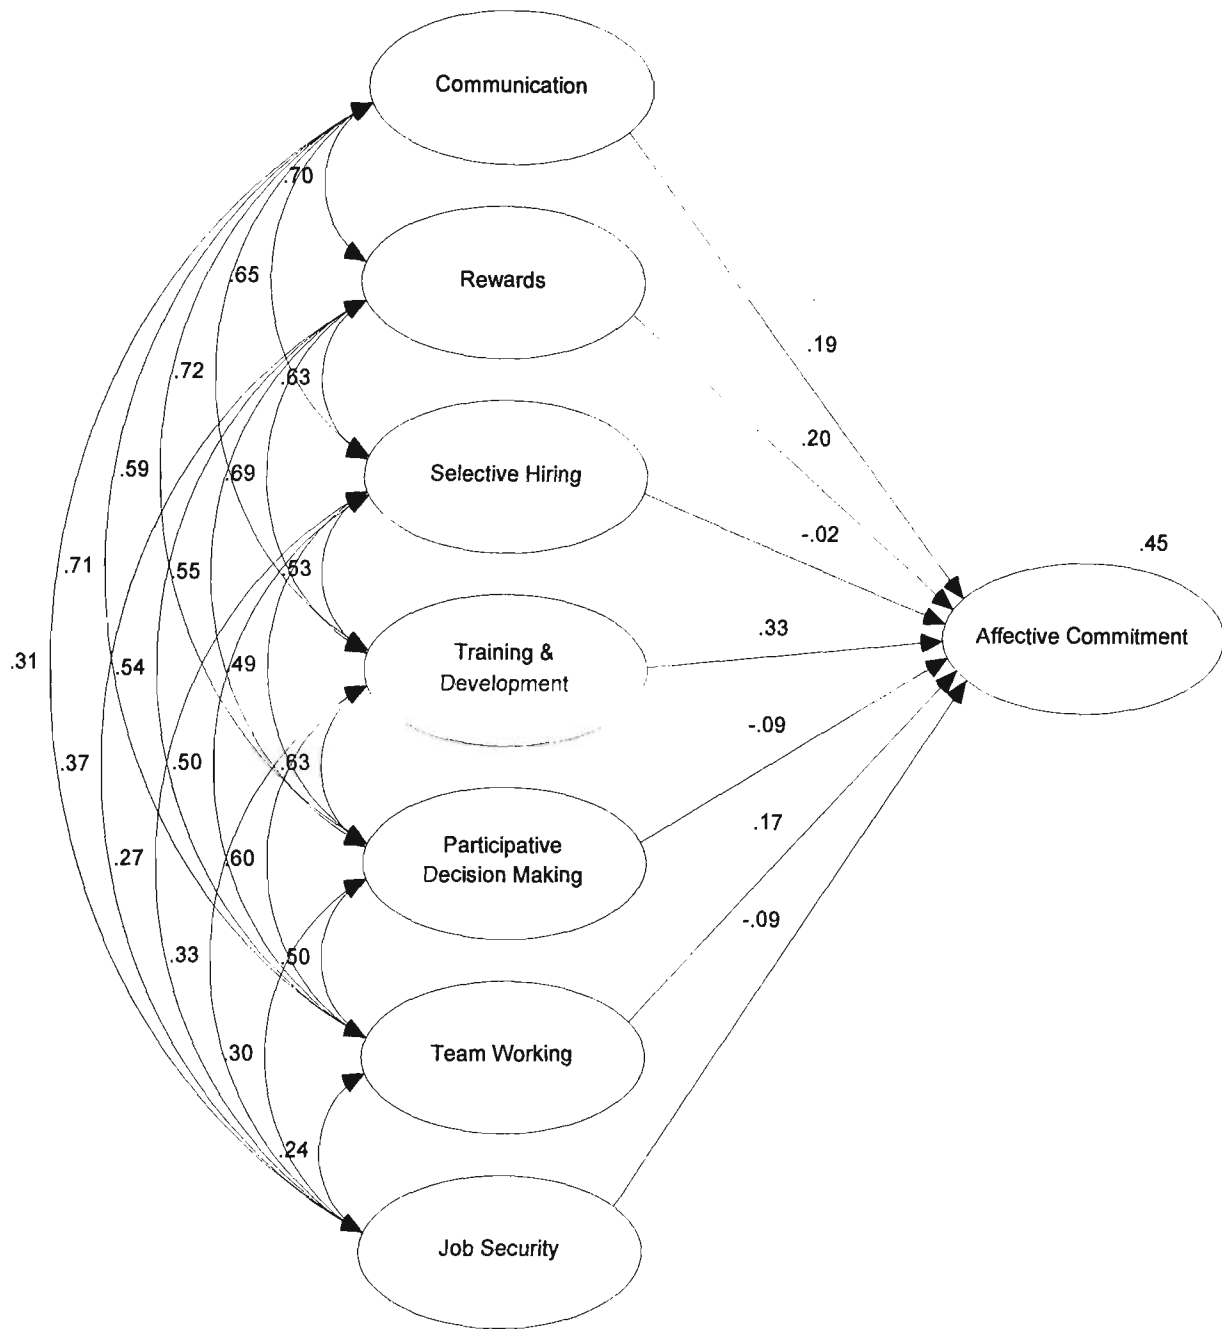 Communication
.70
Rewards
.65
.19
.72
.63
.20
.59
.69
Selective Hiring
-.02
.45
.71
.55
.53
.33
Affective Commitment
.31
.54
.49
Training &
Development
-.09
.37
.50
.63
.17
.27
.60
Participative
Decision Making
-.09
.33
.50
.30
Team Working
.24
Job Security